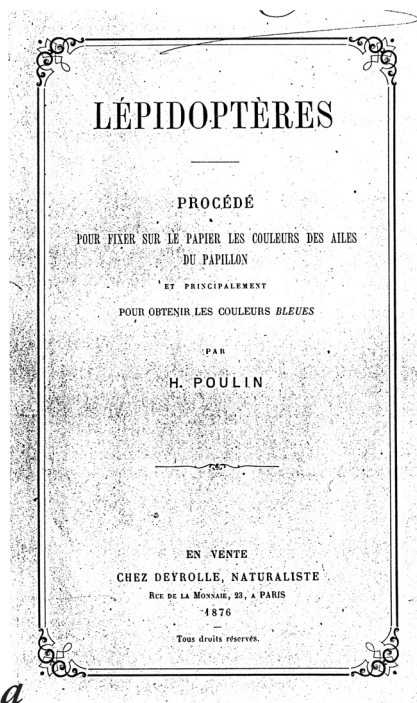 LÉPIDOPTÈRES
PROCÉDÉ
POUR FIXER SUR LE PAPIER LES COULEURS DES AILES
DU PAPILLON
ET PRINCIPALEMENT
POUR OBTENIR LES COULEURS BLEUES
PAR
H. POULIN
EN VENTE
CHEZ DEYROLLE, NATURALISTE
RUE DE LA MONNAIE, 23, A PARIS
1876
Tous droits réservés.
a